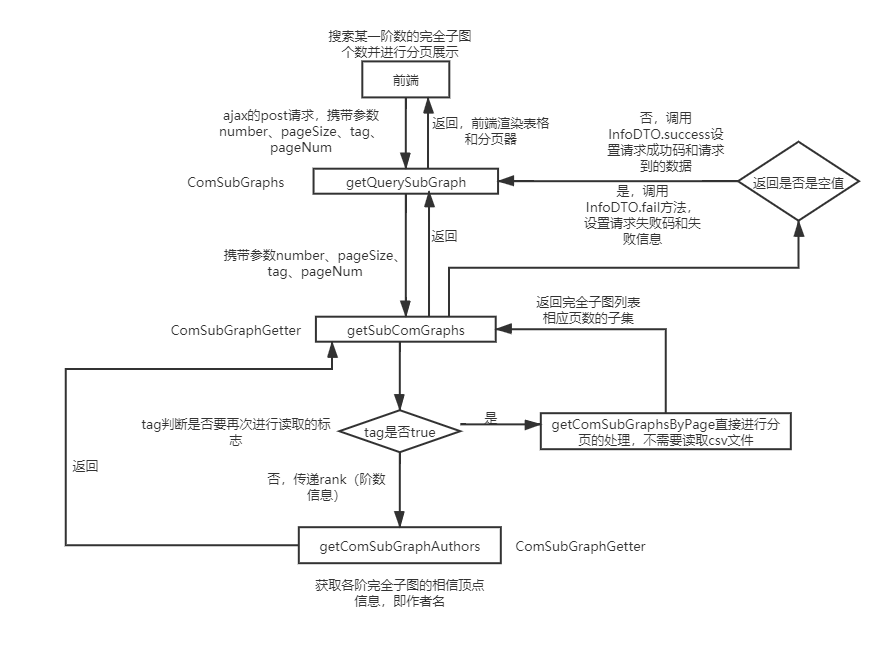 搜索某一阶数的完全子图
个数并进行分页展示
前端
ajax的post请求，携带参数
number、pageSize、tag、
pageNum
返回，前端渲染表格
和分页器
否，调用
InfoDTO.success设
置请求成功码和请求
到的数据
ComSubGraphs
getQuerySubGraph
返回是否是空值
是，调用
InfoDTO.fail方法，
设置请求失败码和失
败信息
返回
携带参数number、pageSize、
tag、pageNum
返回完全子图列表
相应页数的子集
ComSubGraphGetter
getSubComGraphs
tag判断是否要再次进行读取的标
志
tag是否true
是
getComSubGraphsByPage直接进行分
页的处理，不需要读取csv文件
返回
否，传递rank（阶数
信息）
getComSubGraphAuthors
ComSubGraphGetter
获取各阶完全子图的相信顶点
信息，即作者名